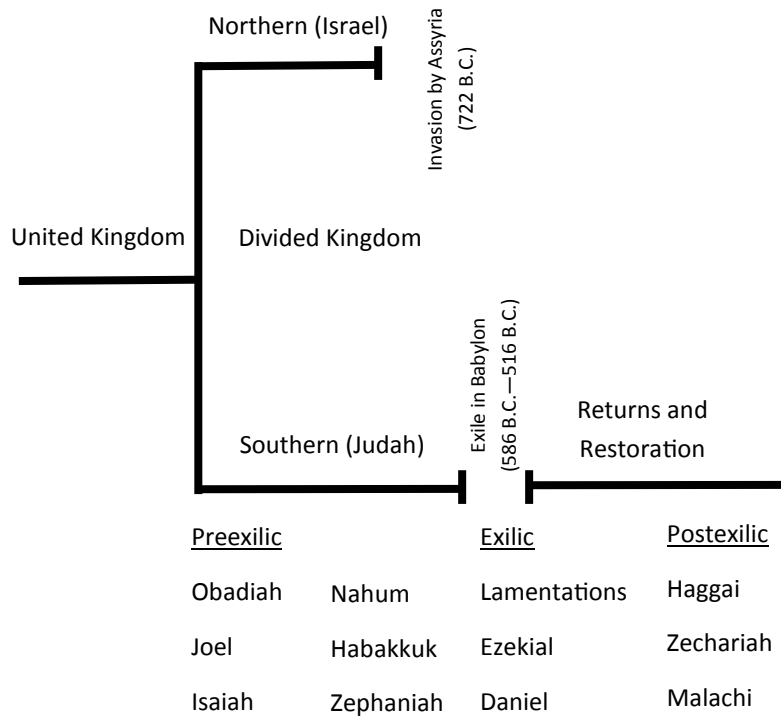 Northern (Israel)
Invasion by Assyria
(722 B.C.)
United Kingdom
Divided Kingdom
Exile in Babylon
(586 B.C.—516 B.C.)
Southern (Judah)
Returns and
Restoration
Preexilic
Obadiah
Joel
Isaiah
Nahum
Habakkuk
Zephaniah
Exilic
Lamentations
Ezekial
Daniel
Postexilic
Haggai
Zechariah
Malachi